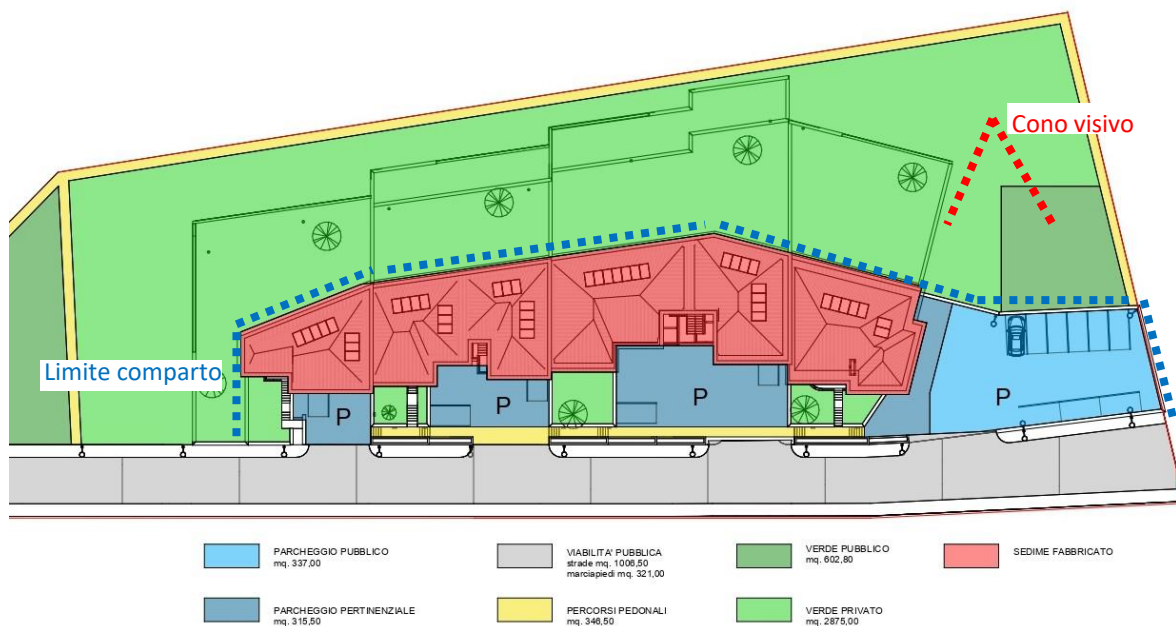 Cono visivo
Limite comparto
P
P
P
P
PARCHEGGIO PUBBLICO
mq. 337,00
VIABILITA' PUBBLICA
strade mq. 1006,50
marciapiedi mq. 321,00
VERDE PUBBLICO
mq. 602,80
SEDIME FABBRICATO
PARCHEGGIO PERTINENZIALE
mq. 315,50
PERCORSI PEDONALI
mq. 346,50
VERDE PRIVATO
mq. 2875,00